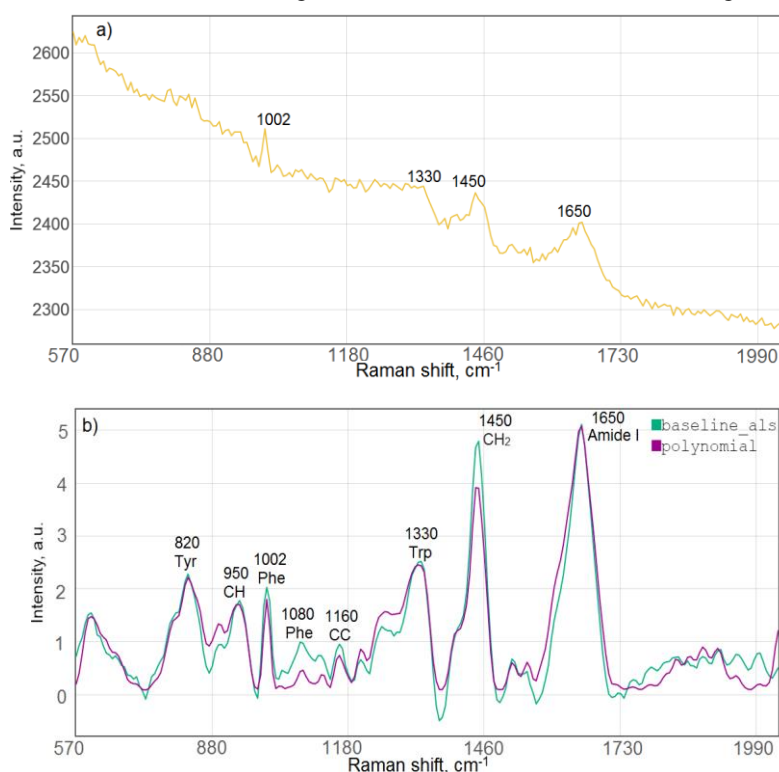 a)
Intensity, a.u.
2600
2550
2500
2450
2400
2350
2300
1002
1330
1450
1650
570 880 1180 1460 1730 1990
Raman shift, cm⁻¹
b)
Intensity, a.u.
5
4
3
2
1
0
820
Tyr
950
CH
1002
Phe
1080
Phe
1160
CC
1330
Trp
1450
CH₂
1650
Amide I
baseline_als
polynomial
570 880 1180 1460 1730 1990
Raman shift, cm⁻¹